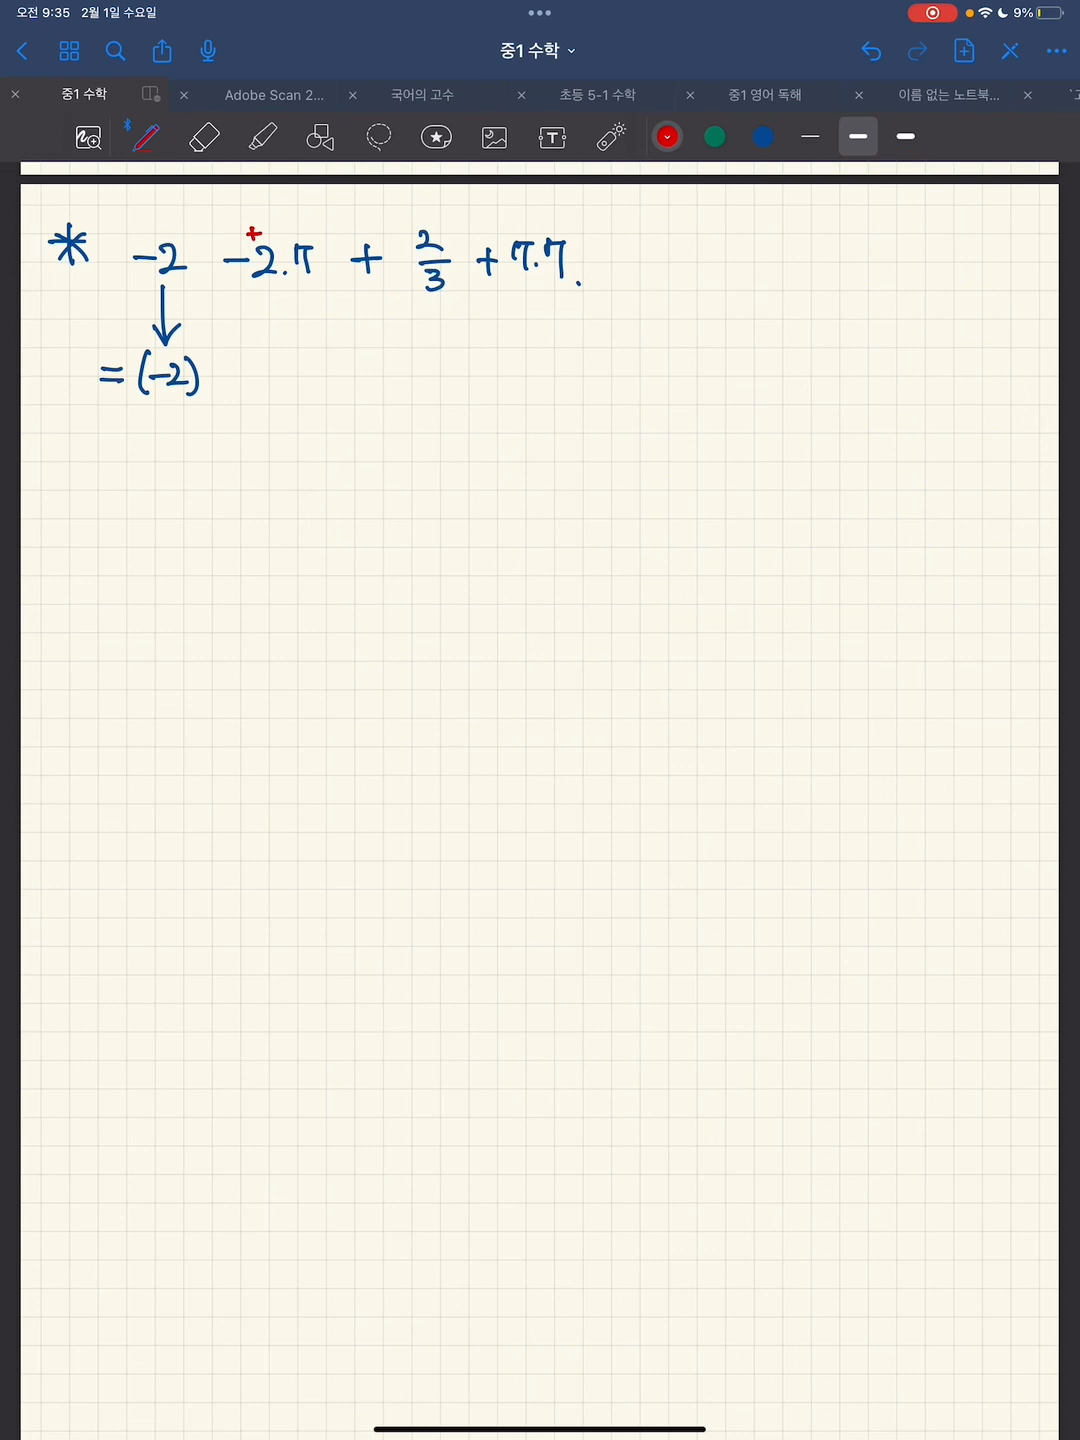 오전 9:35 2월 1일 수요일
9%
중1 수학
중1 수학 Adobe Scan 2... 국어의 고수 초등 5-1 수학 중1 영어 독해 이름 없는 노트북...
+
* -2 -2.7 + 2/3 + 7.7.
↓
= (-2)